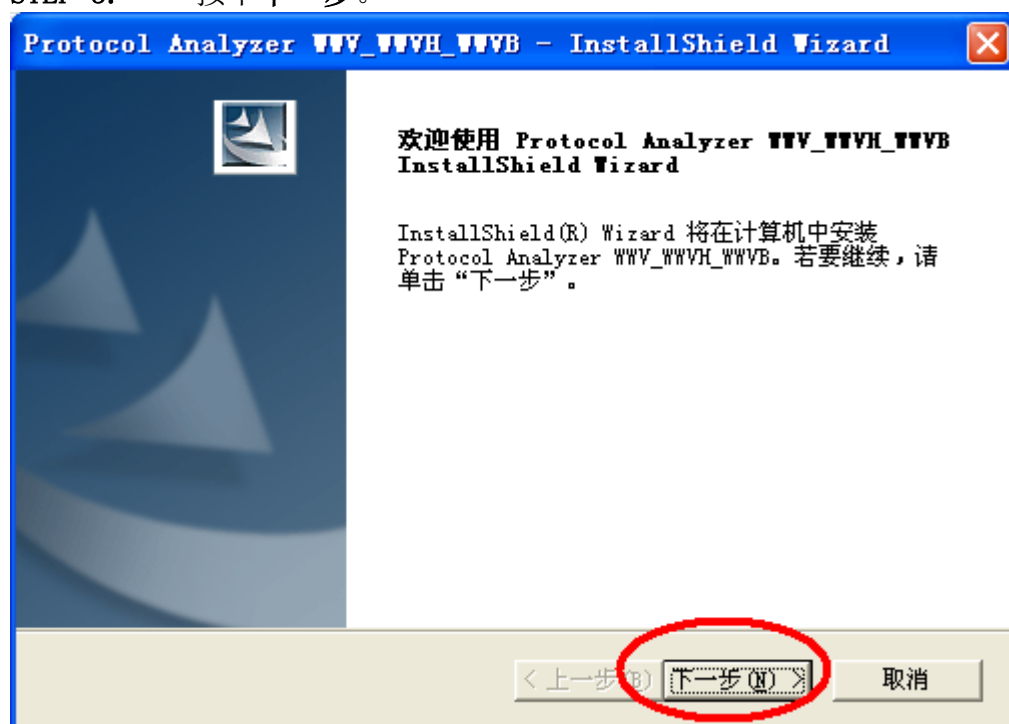 Protocol Analyzer WWV_WWVH_WWVB - InstallShield Wizard
欢迎使用 Protocol Analyzer WWV_WWVH_WWVB
InstallShield Wizard
InstallShield(R) Wizard 将在计算机中安装
Protocol Analyzer WWV_WWVH_WWVB。若要继续，请
单击“下一步”。
<上一步(B) 下一步(N)> 取消